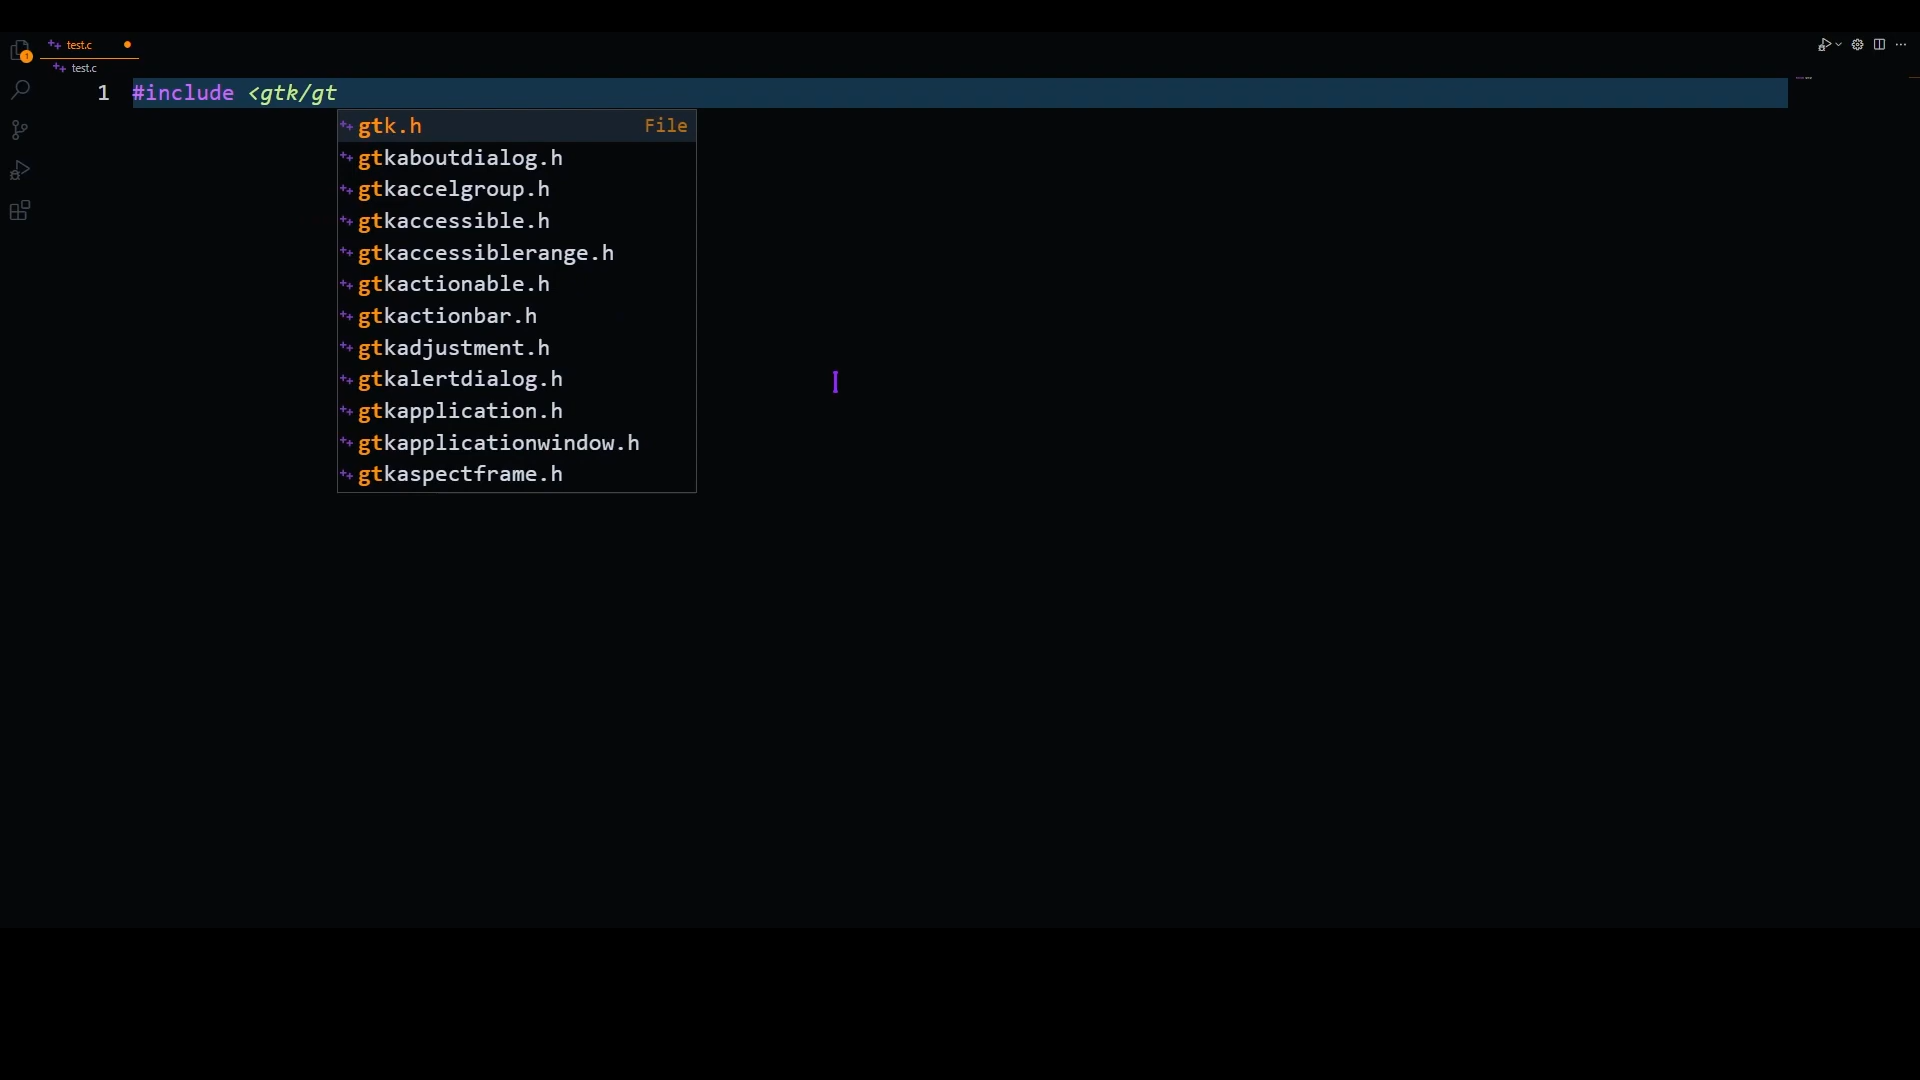 test.c
test.c
1 #include <gtk/gt
gtk.h File
gtkaboutdialog.h
gtkaccelgroup.h
gtkaccessible.h
gtkaccessiblerange.h
gtkactionable.h
gtkactionbar.h
gtkadjustment.h
gtkalertdialog.h
gtkapplication.h
gtkapplicationwindow.h
gtkaspectframe.h